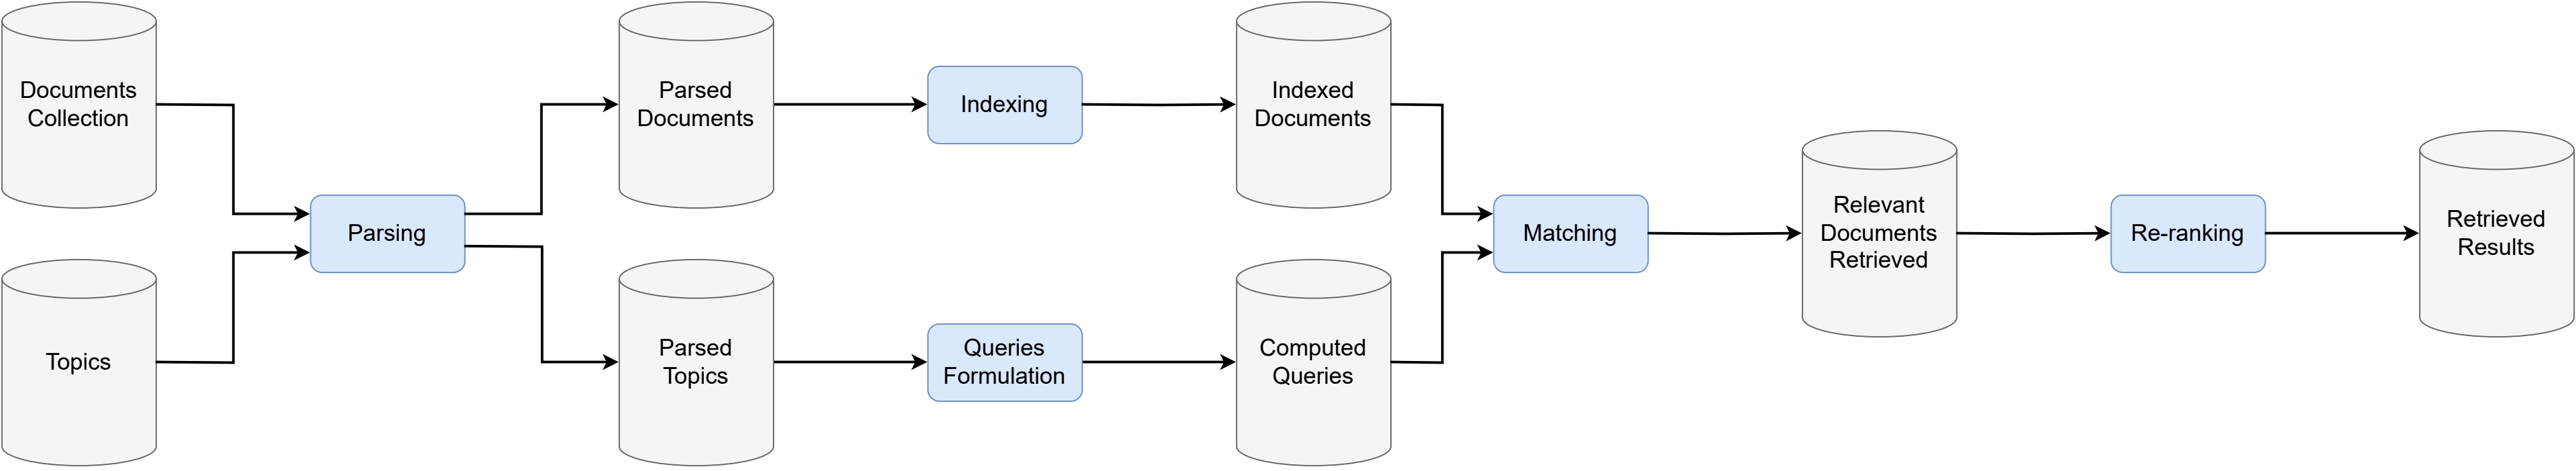 Documents
Collection
Topics
Parsing
Parsed
Documents
Parsed
Topics
Indexing
Queries
Formulation
Indexed
Documents
Computed
Queries
Matching
Relevant
Documents
Retrieved
Re-ranking
Retrieved
Results